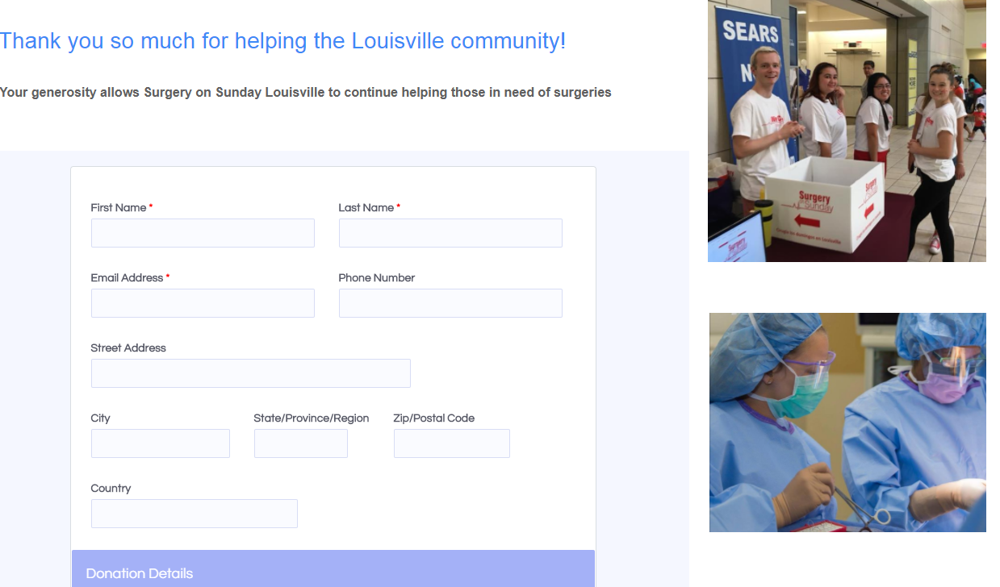 Thank you so much for helping the Louisville community!
Your generosity allows Surgery on Sunday Louisville to continue helping those in need of surgeries
First Name *
Last Name *
Email Address *
Phone Number
Street Address
City
State/Province/Region
Zip/Postal Code
Country
Donation Details
SEARS
Surgery
on Sunday
Surgery